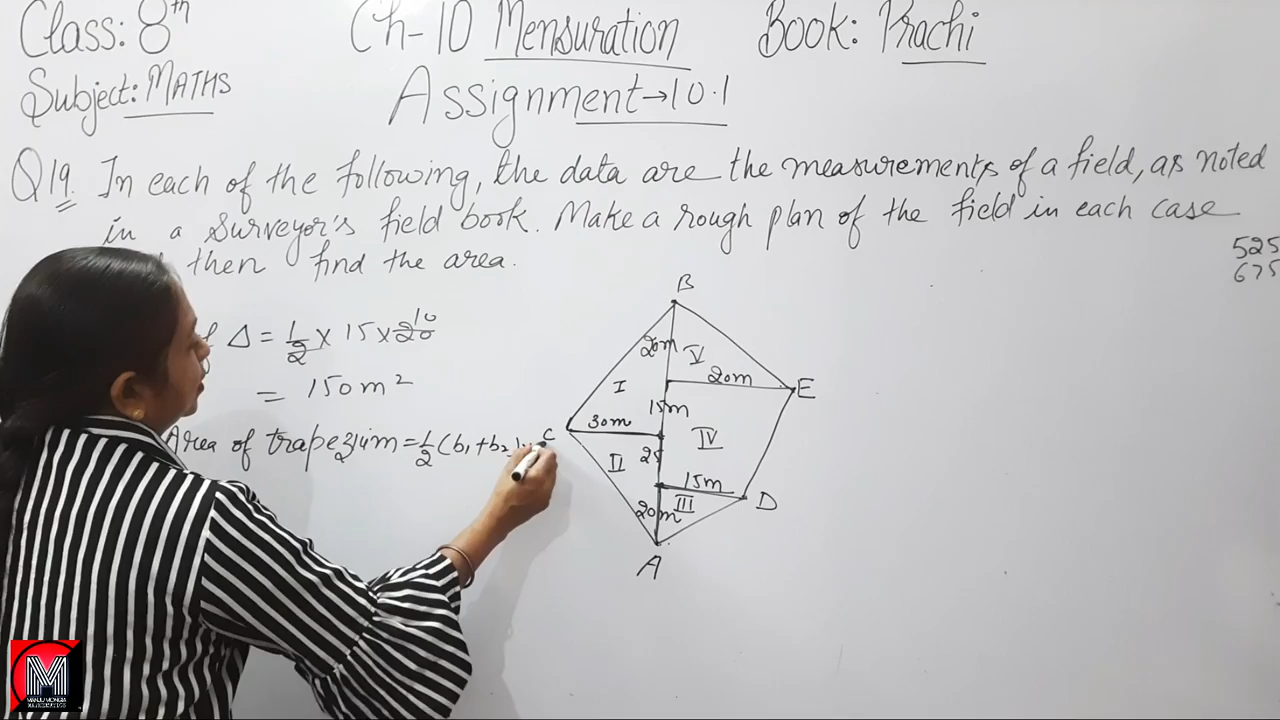 Class: 8th
Ch-10 Mensuration
Book: Prachi
Subject: MATHS
Assignment→10.1
Q19. In each of the following, the data are the measurements of a field, as noted
in a surveyor's field book. Make a rough plan of the field in each case
then find the area.
525
675
Δ = 1/2 × 15 × 20 10
= 150 m²
Area of trapezium = 1/2 (b₁ + b₂)
B
20m
V
20m
E
I
15m
30m
C
IV
II
25
15m
D
III
20m
A
M
MANJU MONGIA
MATHEMATICS